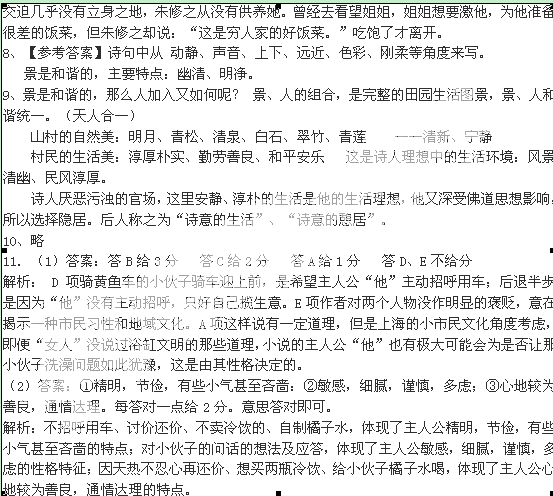 交迫几乎没有立身之地，朱修之从没有供养她。曾经去看望姐姐，姐姐想要激他，为他准备
很差的饭菜，但朱修之却说：“这是穷人家的好饭菜。”吃饱了才离开。
8、【参考答案】诗句中从 动静、声音、上下、远近、色彩、刚柔等角度来写。
景是和谐的，主要特点：幽清、明净。
9、景是和谐的，那么人加入又如何呢？ 景、人的组合，是完整的田园生活图景，景、人和
谐统一。（天人合一）
山村的自然美：明月、青松、清泉、白石、翠竹、青莲 ——清新、宁静
村民的生活美：淳厚朴实、勤劳善良、和平安乐 这是诗人理想中的生活环境：风景
清幽、民风淳厚。
诗人厌恶污浊的官场，这里安静、淳朴的生活是他的生活理想，他又深受佛道思想影响，
所以选择隐居。后人称之为“诗意的生活”、“诗意的憩居”。
10、略
11. （1）答案：答B给3分 答C给2分 答A给1分 答D、E不给分
解析： D 项骑黄鱼车的小伙子骑车迎上前，是希望主人公“他”主动招呼用车；后退半步
是因为“他”没有主动招呼，只好自己揽生意。E项作者对两个人物没作明显的褒贬，意在
揭示一种市民习性和地域文化。A项这样说有一定道理，但是上海的小市民文化角度考虑，
即便“女人”没说过浴缸文明的那些道理，小说的主人公“他”也有极大可能会为是否让那
小伙子洗澡问题如此犹豫，这是由其性格决定的。
（2）答案：①精明，节俭，有些小气甚至吝啬；②敏感，细腻，谨慎，多虑；③心地较为
善良，通情达理。每答对一点给2分。意思答对即可。
解析：不招呼用车、讨价还价、不卖冷饮的、自制橘子水，体现了主人公精明，节俭，有些
小气甚至吝啬的特点；对小伙子的问话的想法及应答，体现了主人公敏感，细腻，谨慎，多
虑的性格特征；因天热不忍心再还价、想买两瓶冷饮、给小伙子橘子水喝，体现了主人公心
地较为善良，通情达理的特点。